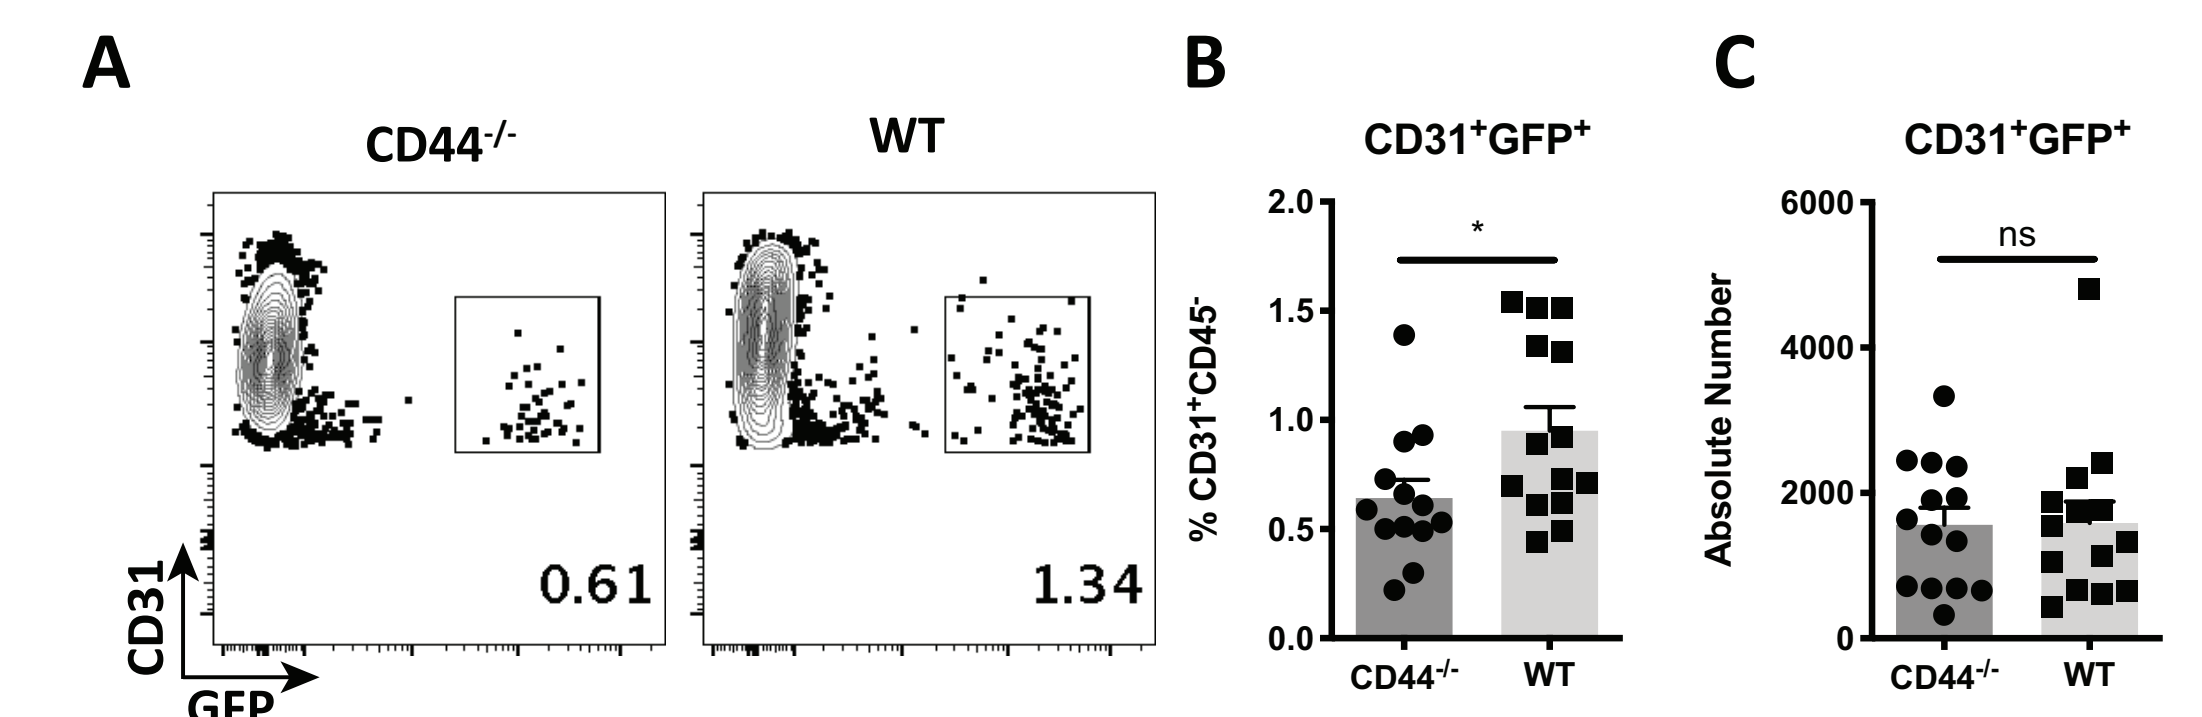 A
B
C
CD44-/-
WT
0.61
1.34
CD31
GFP
CD31+GFP+
% CD31+CD45-
2.0
1.5
1.0
0.5
0.0
*
CD44-/-
WT
CD31+GFP+
Absolute Number
6000
4000
2000
0
ns
CD44-/-
WT